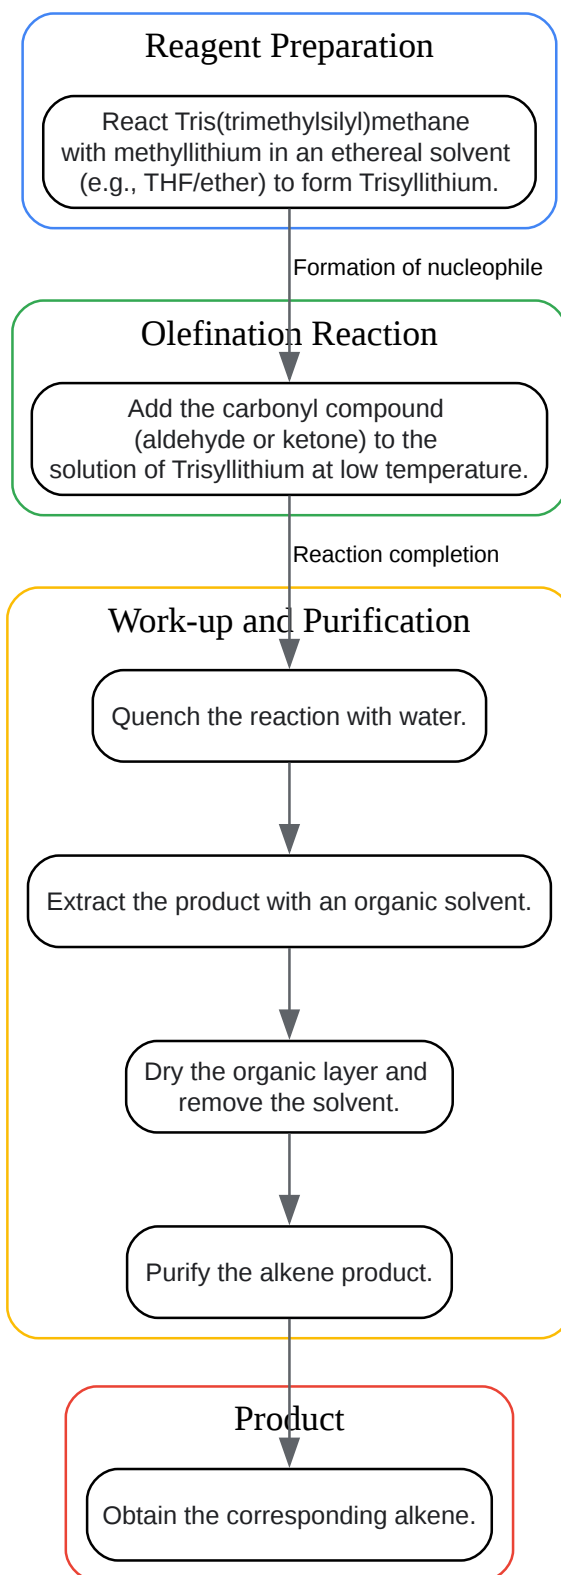 Reagent Preparation
React Tris(trimethylsilyl)methane
with methyllithium in an ethereal solvent
(e.g., THF/ether) to form Trisyllithium.
Formation of nucleophile
Olefination Reaction
Add the carbonyl compound
(aldehyde or ketone) to the
solution of Trisyllithium at low temperature.
Reaction completion
Work-up and Purification
Quench the reaction with water.
Extract the product with an organic solvent.
Dry the organic layer and
remove the solvent.
Purify the alkene product.
Product
Obtain the corresponding alkene.